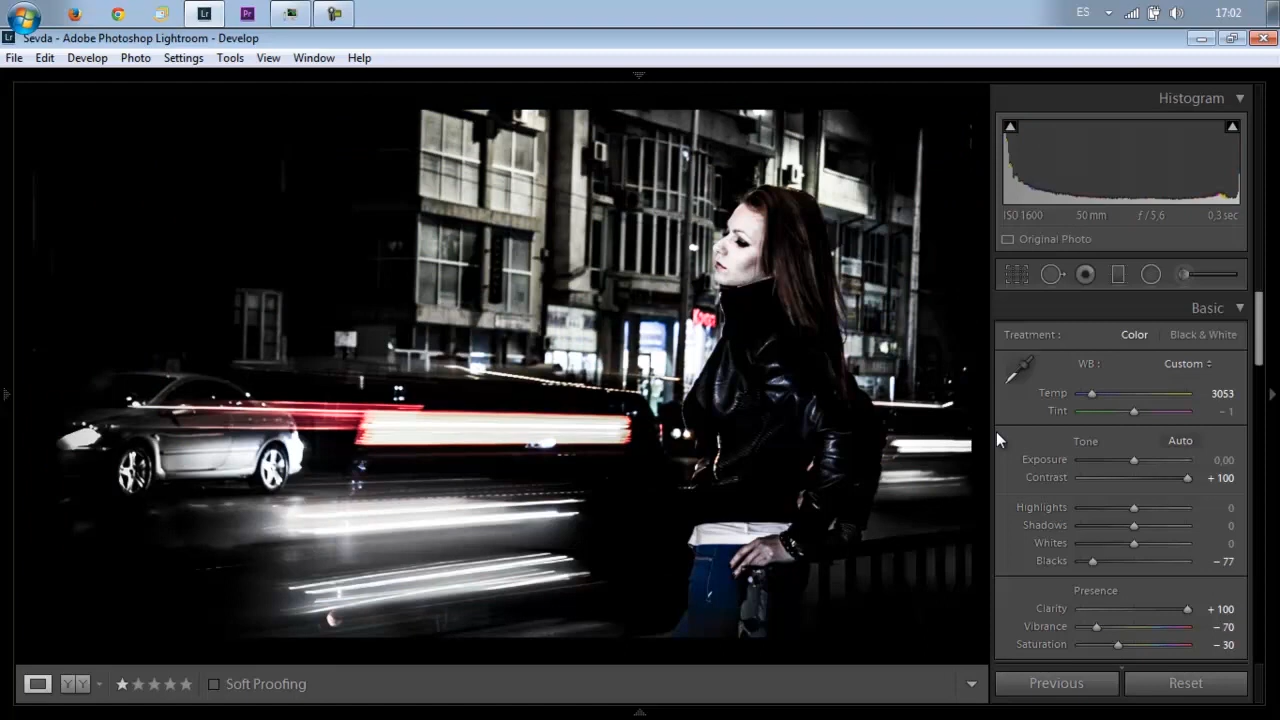 ES 17:02
Lr Pr
Lr Sevda - Adobe Photoshop Lightroom - Develop
File Edit Develop Photo Settings Tools View Window Help
Histogram
ISO 1600 50 mm ƒ / 5,6 0,3 sec
Original Photo
Basic
Treatment : Color Black & White
WB : Custom
Temp 3053
Tint − 1
Tone Auto
Exposure 0,00
Contrast + 100
Highlights 0
Shadows 0
Whites 0
Blacks − 77
Presence
Clarity + 100
Vibrance − 70
Saturation − 30
Y Y Soft Proofing
Previous Reset